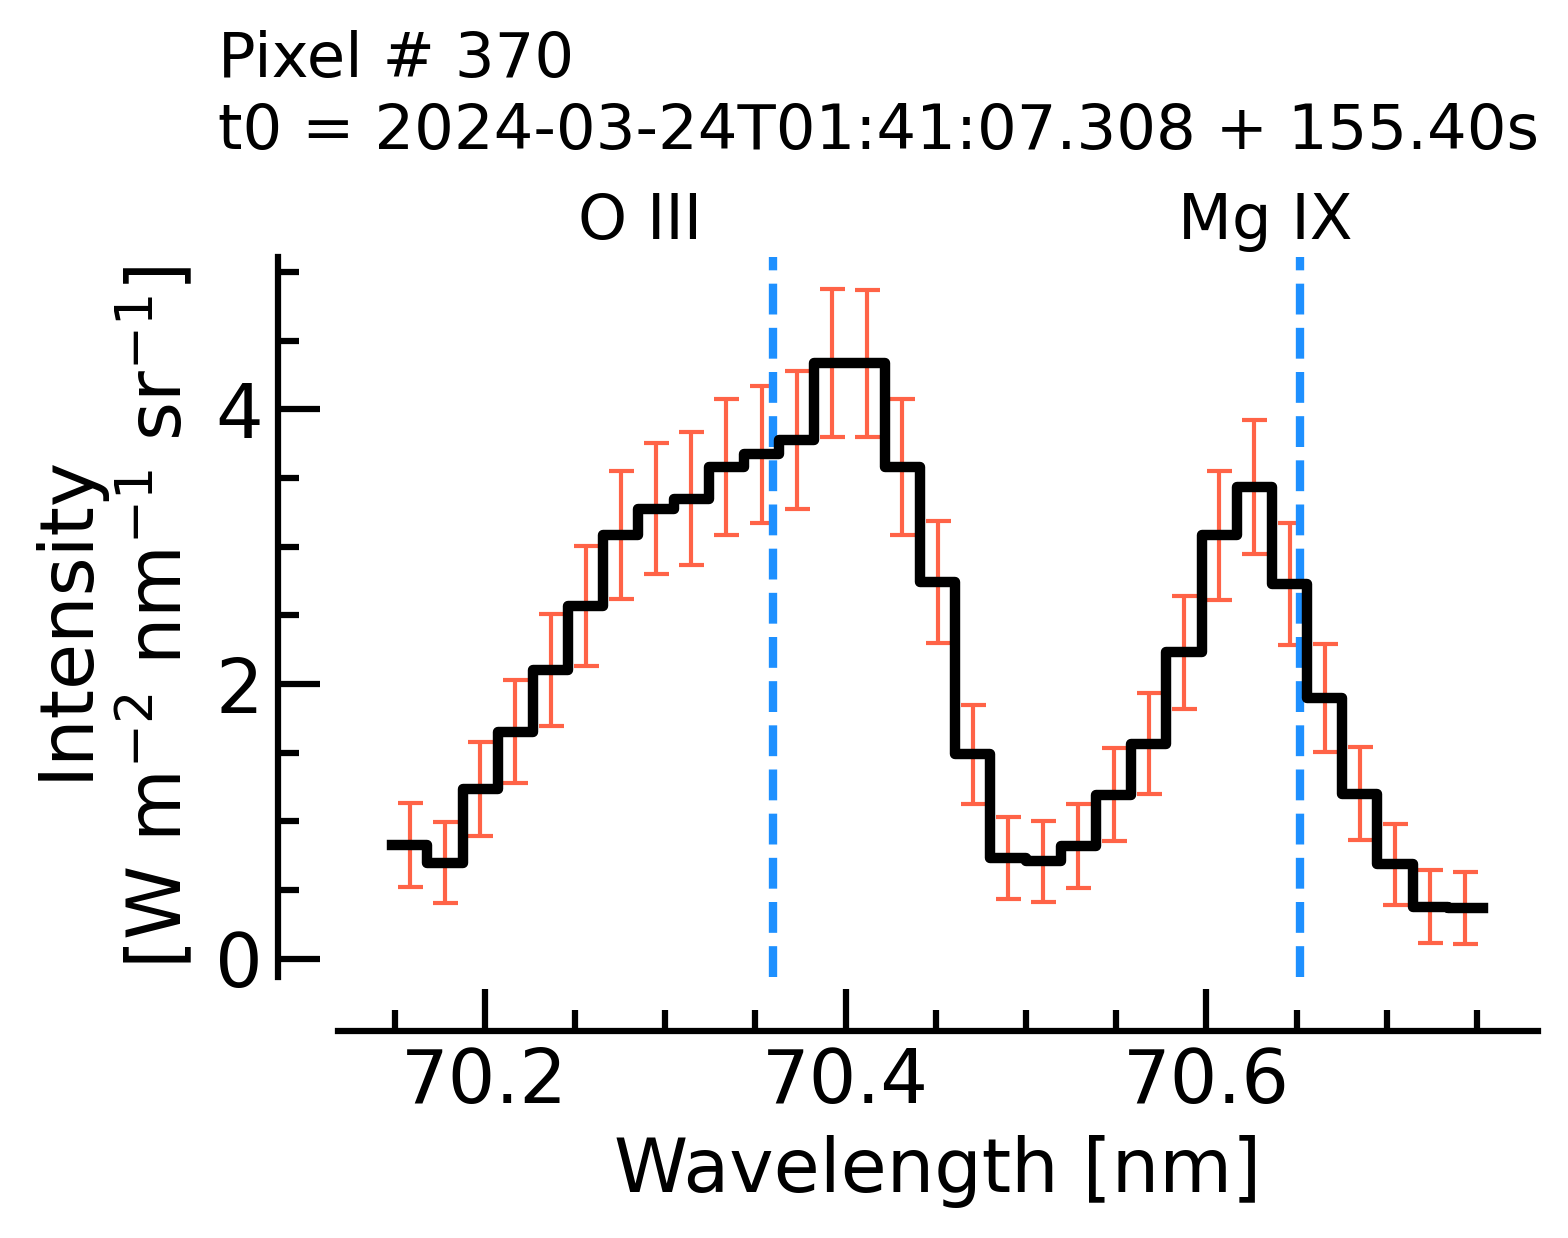 Pixel # 370
t0 = 2024-03-24T01:41:07.308 + 155.40s
O III
Mg IX
Intensity
[W m⁻² nm⁻¹ sr⁻¹]
4
2
0
70.2
70.4
70.6
Wavelength [nm]